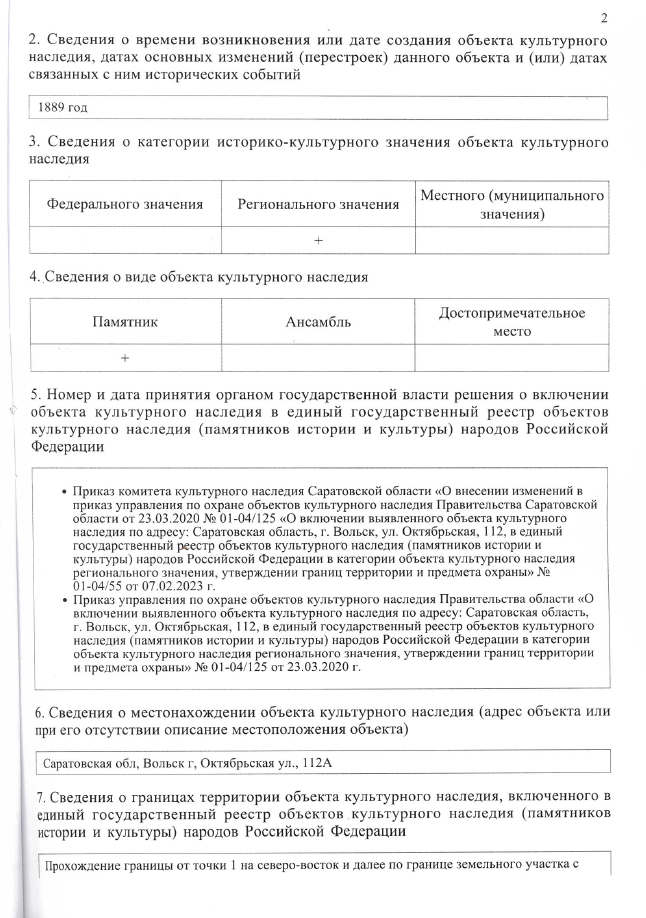 2
2. Сведения о времени возникновения или дате создания объекта культурного
наследия, датах основных изменений (перестроек) данного объекта и (или) датах
связанных с ним исторических событий
1889 год
3. Сведения о категории историко-культурного значения объекта культурного
наследия
Федерального значения
Регионального значения
Местного (муниципального
значения)
+
4. Сведения о виде объекта культурного наследия
Памятник
Ансамбль
Достопримечательное
место
+
5. Номер и дата принятия органом государственной власти решения о включении
объекта культурного наследия в единый государственный реестр объектов
культурного наследия (памятников истории и культуры) народов Российской
Федерации
• Приказ комитета культурного наследия Саратовской области «О внесении изменений в
приказ управления по охране объектов культурного наследия Правительства Саратовской
области от 23.03.2020 № 01-04/125 «О включении выявленного объекта культурного
наследия по адресу: Саратовская область, г. Вольск, ул. Октябрьская, 112, в единый
государственный реестр объектов культурного наследия (памятников истории и
культуры) народов Российской Федерации в категории объекта культурного наследия
регионального значения, утверждении границ территории и предмета охраны» №
01-04/55 от 07.02.2023 г.
• Приказ управления по охране объектов культурного наследия Правительства области «О
включении выявленного объекта культурного наследия по адресу: Саратовская область,
г. Вольск, ул. Октябрьская, 112, в единый государственный реестр объектов культурного
наследия (памятников истории и культуры) народов Российской Федерации в категории
объекта культурного наследия регионального значения, утверждении границ территории
и предмета охраны» № 01-04/125 от 23.03.2020 г.
6. Сведения о местонахождении объекта культурного наследия (адрес объекта или
при его отсутствии описание местоположения объекта)
Саратовская обл, Вольск г, Октябрьская ул., 112А
7. Сведения о границах территории объекта культурного наследия, включенного в
единый государственный реестр объектов культурного наследия (памятников
истории и культуры) народов Российской Федерации
Прохождение границы от точки 1 на северо-восток и далее по границе земельного участка с